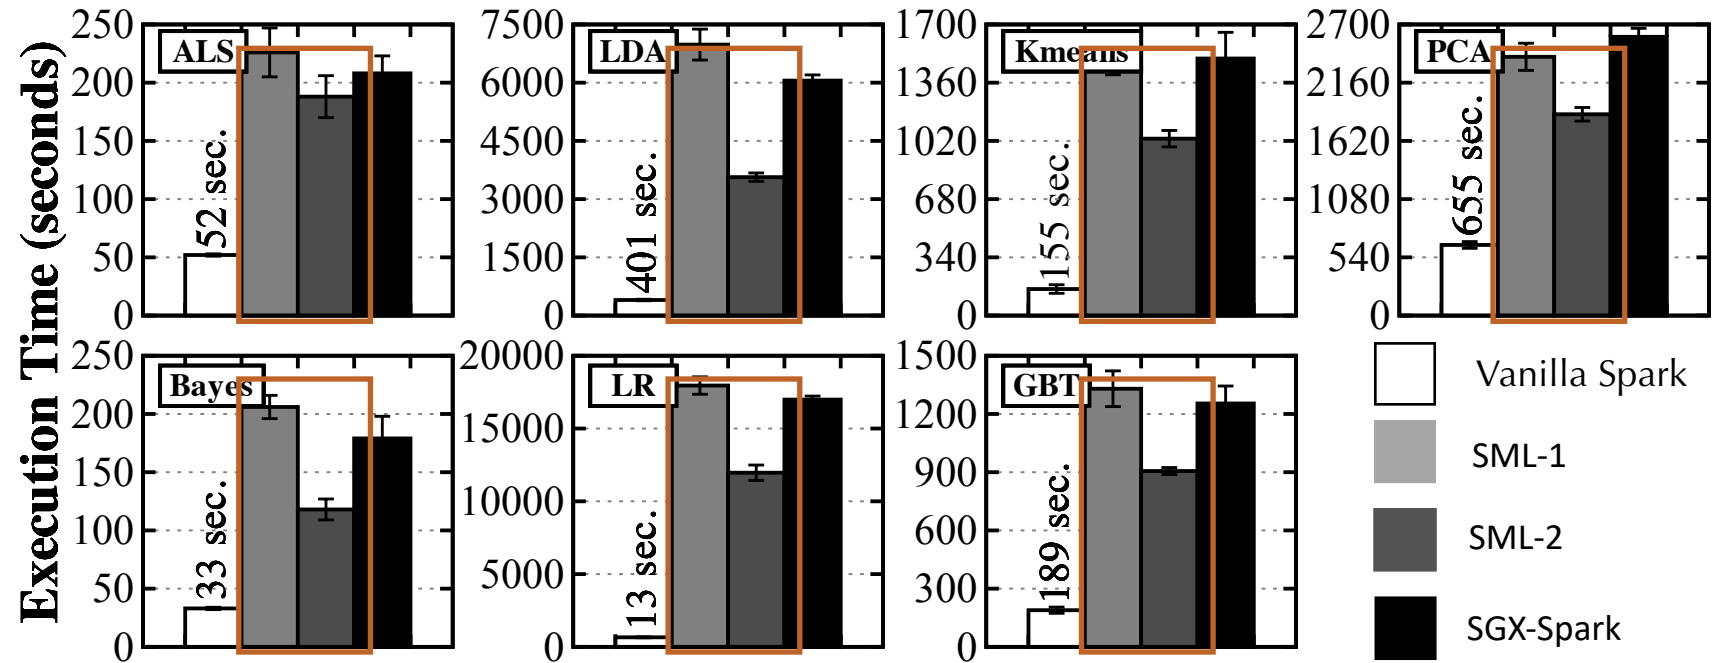 Execution Time (seconds)
ALS
250
200
150
100
50
0
52 sec.
LDA
7500
6000
4500
3000
1500
0
401 sec.
Kmeans
1700
1360
1020
680
340
0
155 sec.
PCA
2700
2160
1620
1080
540
0
655 sec.
Bayes
250
200
150
100
50
0
33 sec.
LR
20000
15000
10000
5000
0
13 sec.
GBT
1500
1200
900
600
300
0
189 sec.
Vanilla Spark
SML-1
SML-2
SGX-Spark